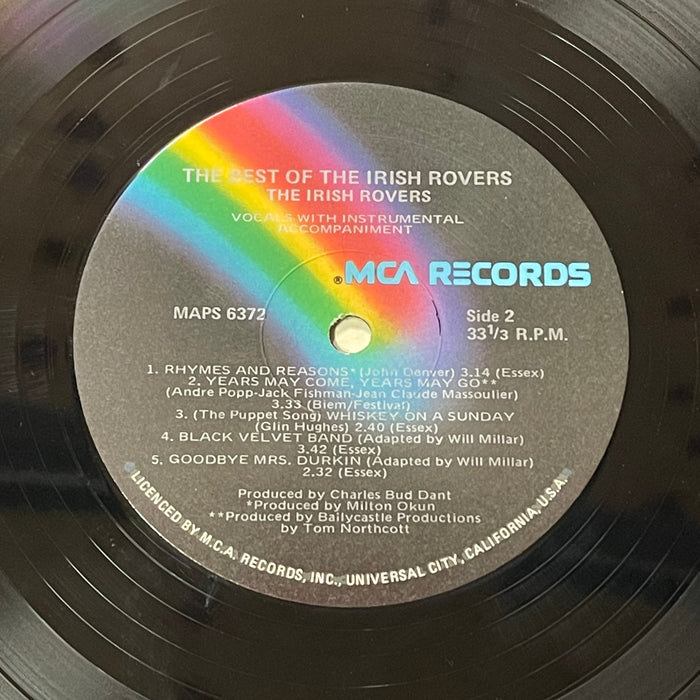 THE BEST OF THE IRISH ROVERS
THE IRISH ROVERS
VOCALS WITH INSTRUMENTAL
ACCOMPANIMENT
®MCA RECORDS
MAPS 6372
Side 2
33 1/3 R.P.M.
1. RHYMES AND REASONS* (John Denver) 3.14 (Essex)
2. YEARS MAY COME, YEARS MAY GO**
(Andre Popp-Jack Fishman-Jean Claude Massoulier)
3.33 (Biem/Festival)
3. (The Puppet Song) WHISKEY ON A SUNDAY
(Glin Hughes) 2.40 (Essex)
4. BLACK VELVET BAND (Adapted by Will Millar)
3.42 (Essex)
5. GOODBYE MRS. DURKIN (Adapted by Will Millar)
2.32 (Essex)
Produced by Charles Bud Dant
*Produced by Milton Okun
**Produced by Ballycastle Productions
by Tom Northcott
LICENCED BY M.C.A. RECORDS, INC., UNIVERSAL CITY, CALIFORNIA, U.S.A.